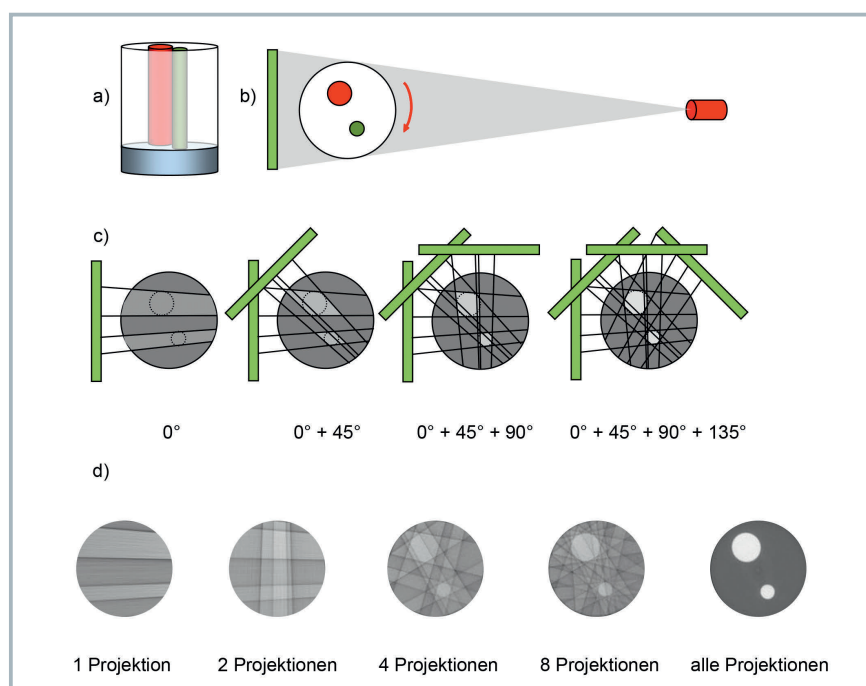 a)
b)
c)
0°
0° + 45°
0° + 45° + 90°
0° + 45° + 90° + 135°
d)
1 Projektion
2 Projektionen
4 Projektionen
8 Projektionen
alle Projektionen